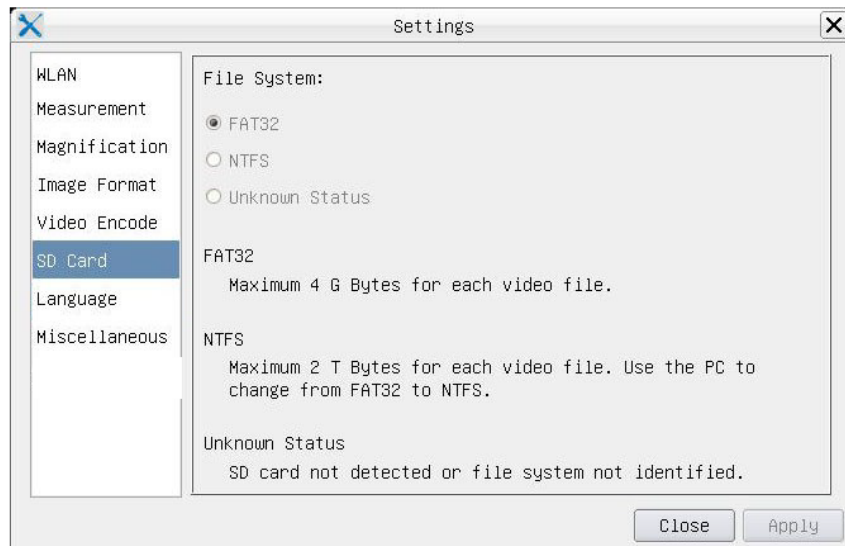 Settings
WLAN
Measurement
Magnification
Image Format
Video Encode
SD Card
Language
Miscellaneous
File System:
FAT32
NTFS
Unknown Status
FAT32
Maximum 4 G Bytes for each video file.
NTFS
Maximum 2 T Bytes for each video file. Use the PC to
change from FAT32 to NTFS.
Unknown Status
SD card not detected or file system not identified.
Close
Apply